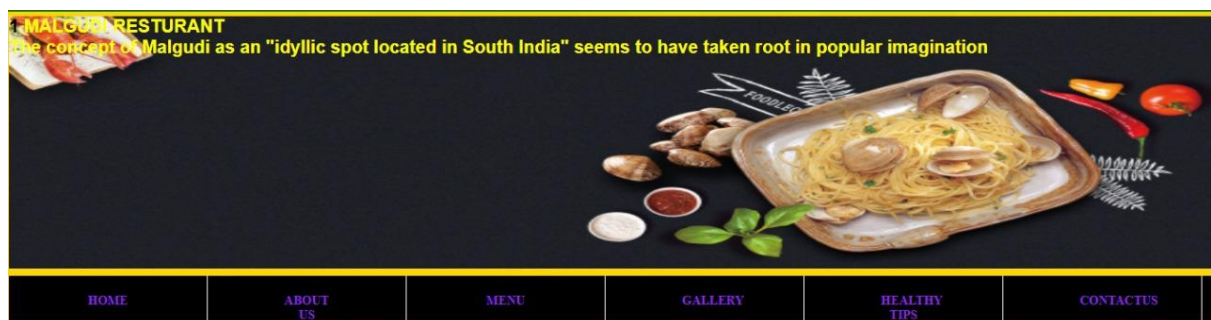 1 MALGUDI RESTURANT
The concept of Malgudi as an "idyllic spot located in South India" seems to have taken root in popular imagination
HOME
ABOUT
US
MENU
GALLERY
HEALTHY
TIPS
CONTACTUS